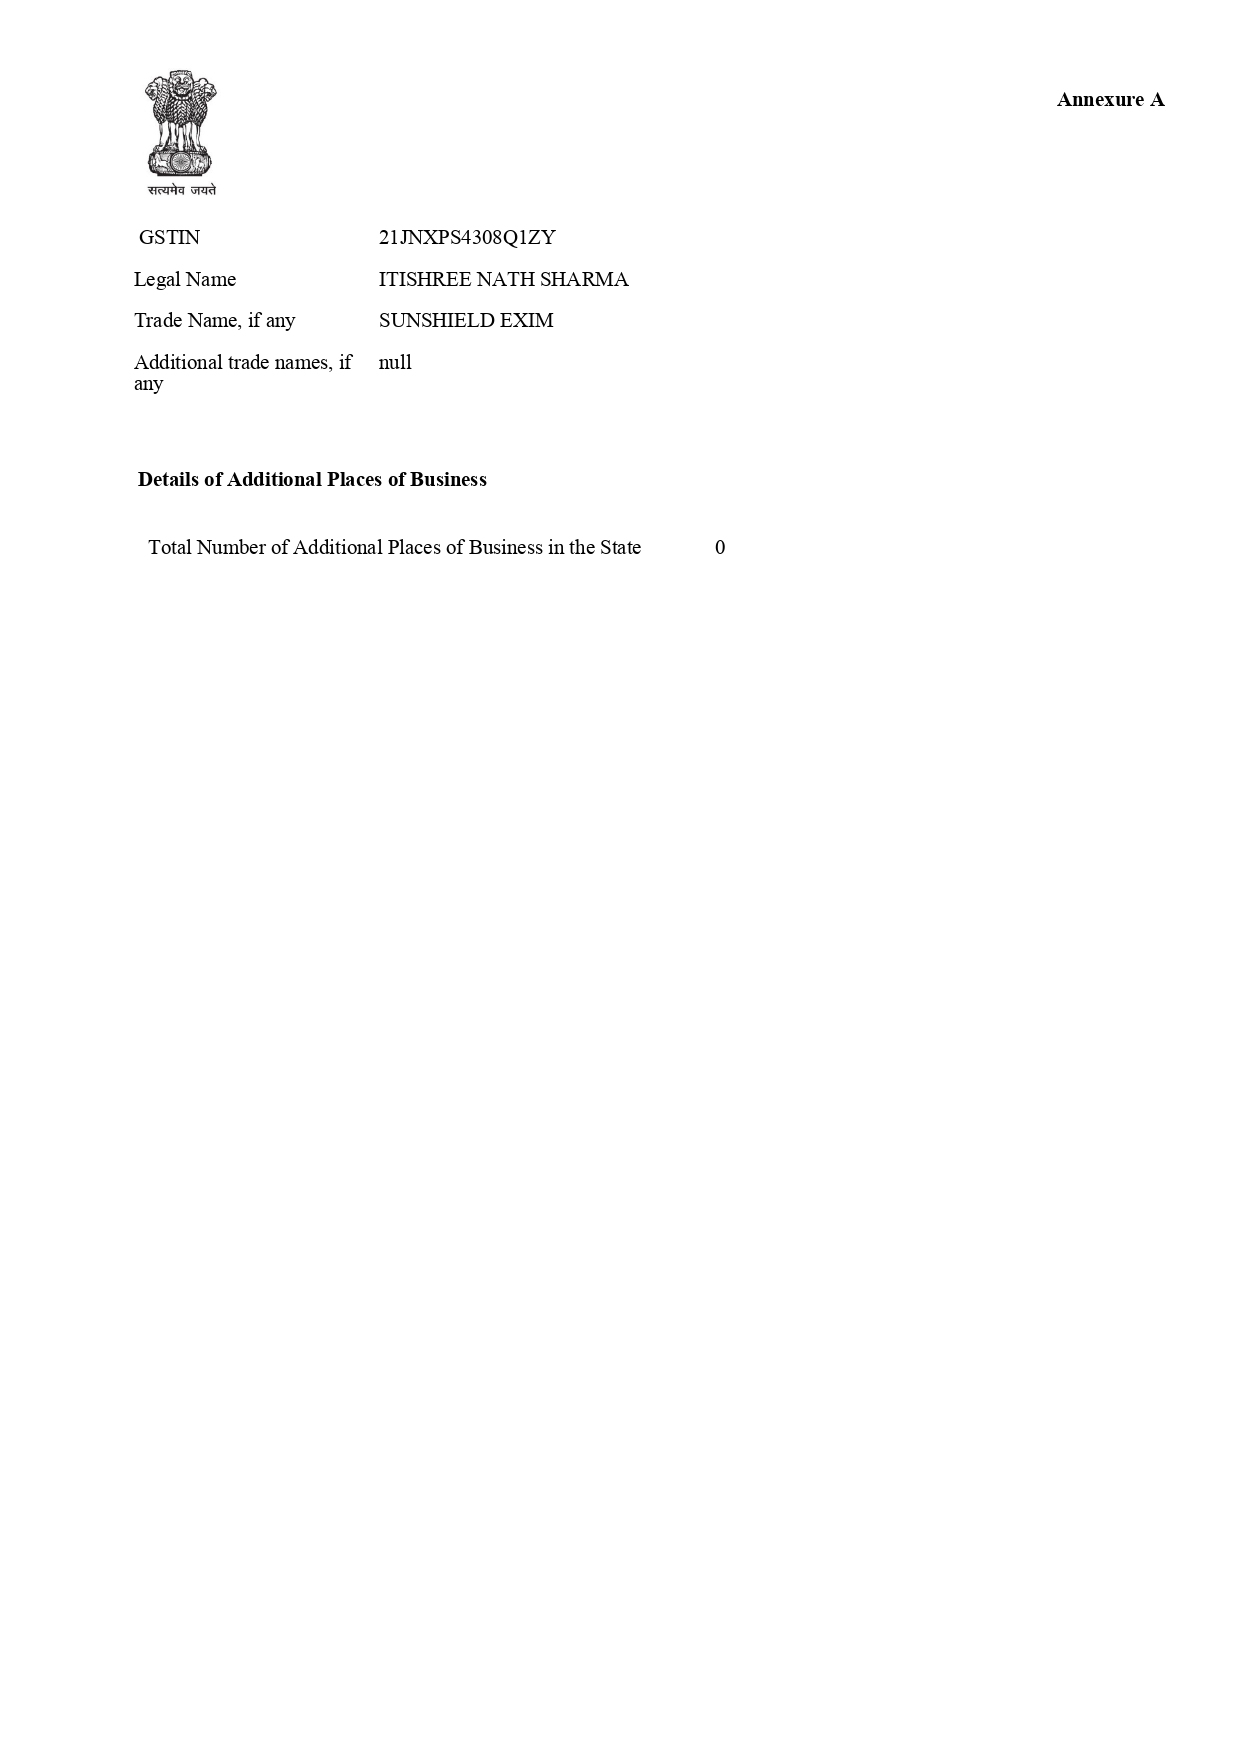 Annexure A
सत्यमेव जयते
GSTIN 21JNXPS4308Q1ZY
Legal Name ITISHREE NATH SHARMA
Trade Name, if any SUNSHIELD EXIM
Additional trade names, if any null
Details of Additional Places of Business
Total Number of Additional Places of Business in the State 0